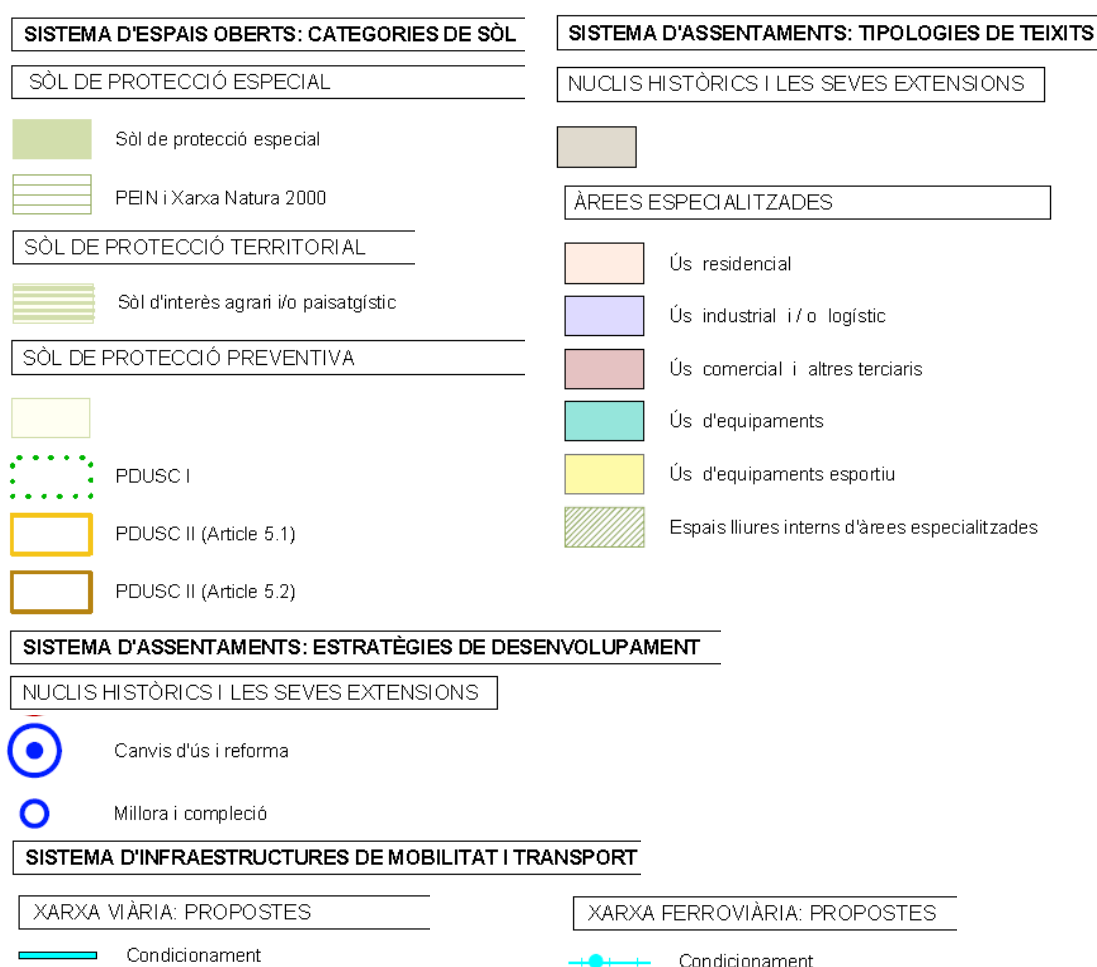 SISTEMA D'ESPAIS OBERTS: CATEGORIES DE SÒL
SÒL DE PROTECCIÓ ESPECIAL
Sòl de protecció especial
PEIN i Xarxa Natura 2000
SÒL DE PROTECCIÓ TERRITORIAL
Sòl d'interès agrari i/o paisatgístic
SÒL DE PROTECCIÓ PREVENTIVA
PDUSC I
PDUSC II (Article 5.1)
PDUSC II (Article 5.2)
SISTEMA D'ASSENTAMENTS: TIPOLOGIES DE TEIXITS
NUCLIS HISTÒRICS I LES SEVES EXTENSIONS
ÀREES ESPECIALITZADES
Ús residencial
Ús industrial i / o logístic
Ús comercial i altres terciaris
Ús d'equipaments
Ús d'equipaments esportiu
Espais lliures interns d'àrees especialitzades
SISTEMA D'ASSENTAMENTS: ESTRATÈGIES DE DESENVOLUPAMENT
NUCLIS HISTÒRICS I LES SEVES EXTENSIONS
Canvis d'ús i reforma
Millora i compleció
SISTEMA D'INFRAESTRUCTURES DE MOBILITAT I TRANSPORT
XARXA VIÀRIA: PROPOSTES
Condicionament
XARXA FERROVIÀRIA: PROPOSTES
Condicionament